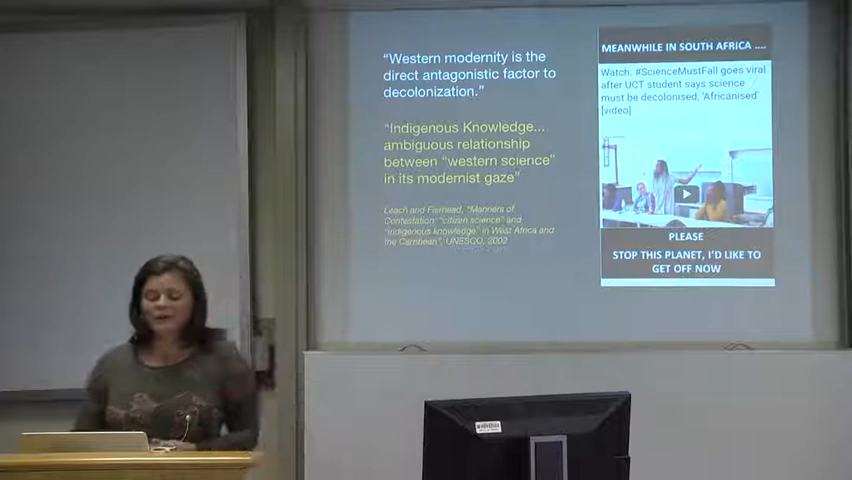 “Western modernity is the
direct antagonistic factor to
decolonization.”
“Indigenous Knowledge...
ambiguous relationship
between “western science”
in its modernist gaze”
Leach and Fairhead, “Manners of
Contestation: “citizen science” and
“indigenous knowledge” in West Africa and
the Carribean”, UNESCO, 2002
MEANWHILE IN SOUTH AFRICA ....
Watch: #ScienceMustFall goes viral
after UCT student says science
must be decolonised, ‘Africanised’
[video]
PLEASE
STOP THIS PLANET, I’D LIKE TO
GET OFF NOW